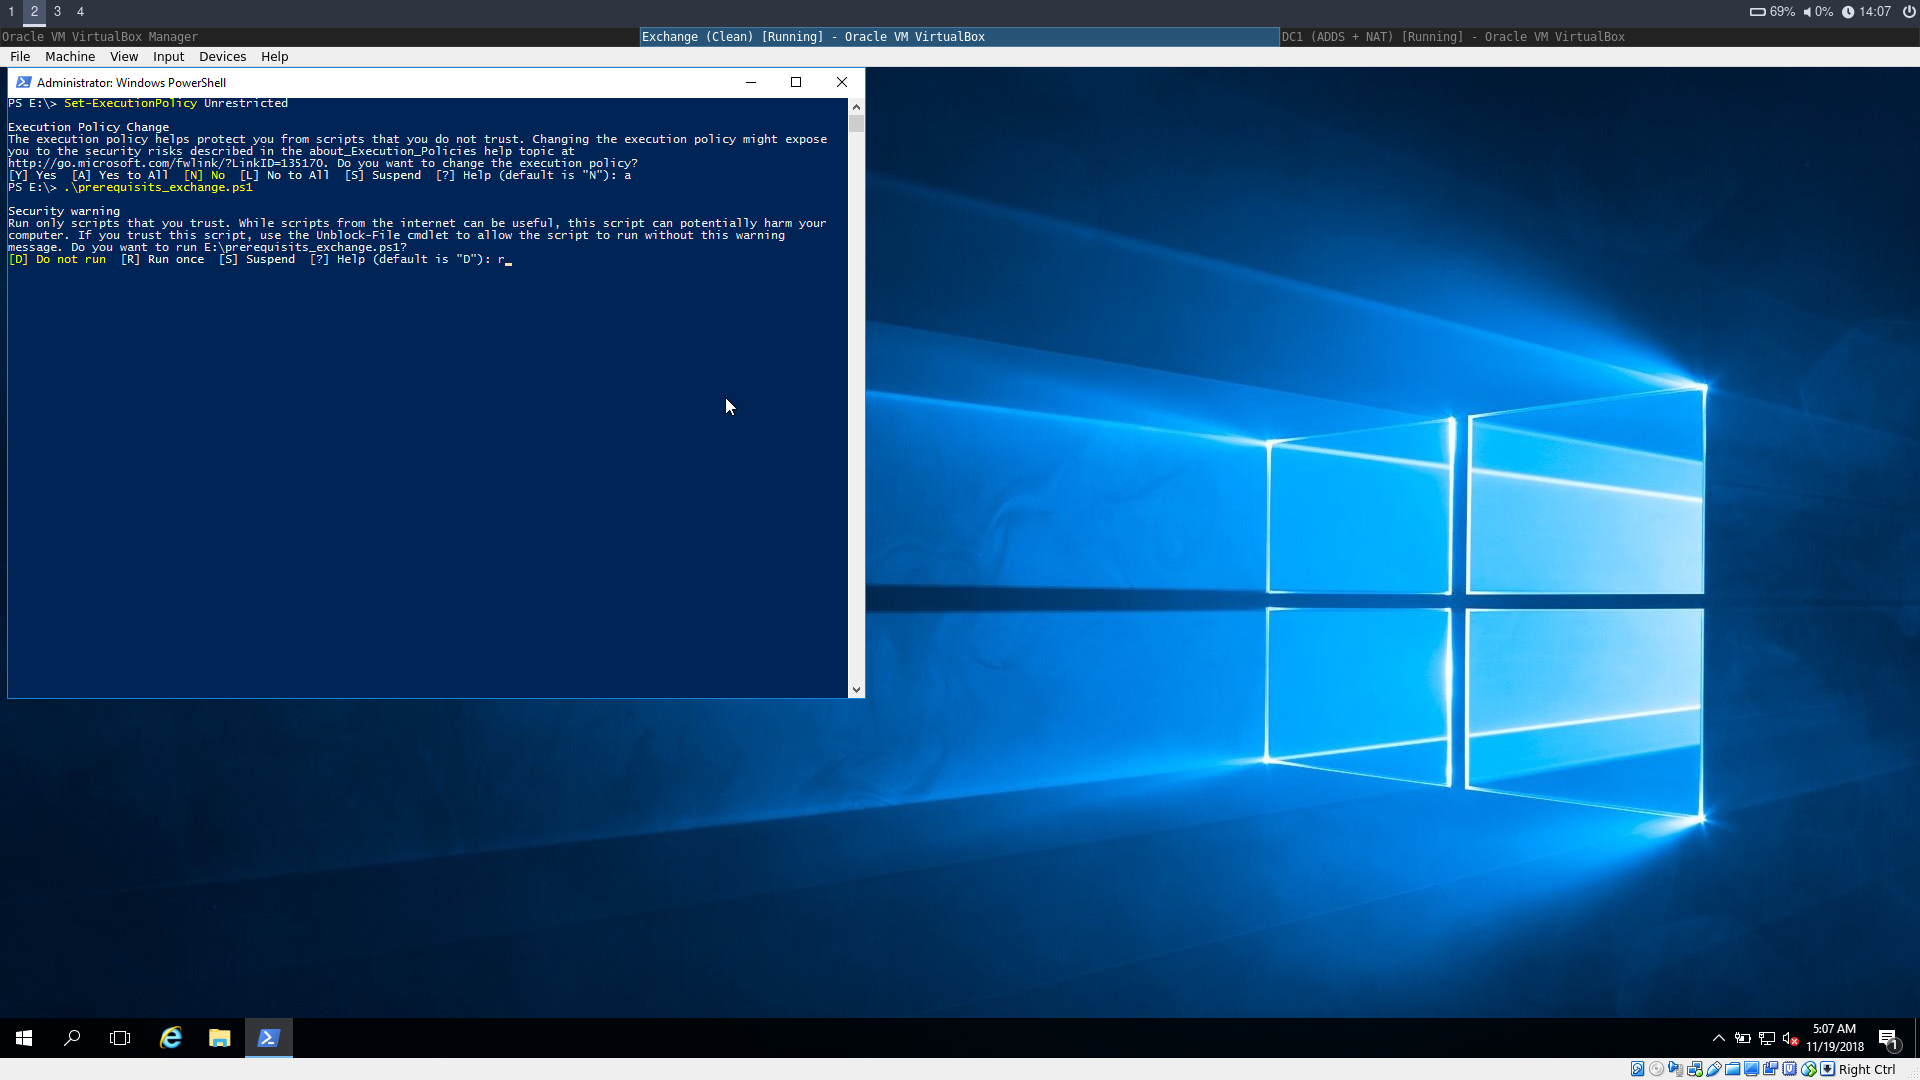 1 2 3 4
69% 0% 14:07
Oracle VM VirtualBox Manager
Exchange (Clean) [Running] - Oracle VM VirtualBox
DC1 (ADDS + NAT) [Running] - Oracle VM VirtualBox
File Machine View Input Devices Help
Administrator: Windows PowerShell
PS E:\> Set-ExecutionPolicy Unrestricted
Execution Policy Change
The execution policy helps protect you from scripts that you do not trust. Changing the execution policy might expose
you to the security risks described in the about_Execution_Policies help topic at
http://go.microsoft.com/fwlink/?LinkID=135170. Do you want to change the execution policy?
[Y] Yes  [A] Yes to All  [N] No  [L] No to All  [S] Suspend  [?] Help (default is "N"): a
PS E:\> .\prerequisits_exchange.ps1
Security warning
Run only scripts that you trust. While scripts from the internet can be useful, this script can potentially harm your
computer. If you trust this script, use the Unblock-File cmdlet to allow the script to run without this warning
message. Do you want to run E:\prerequisits_exchange.ps1?
[D] Do not run  [R] Run once  [S] Suspend  [?] Help (default is "D"): r_
5:07 AM
11/19/2018
1
Right Ctrl